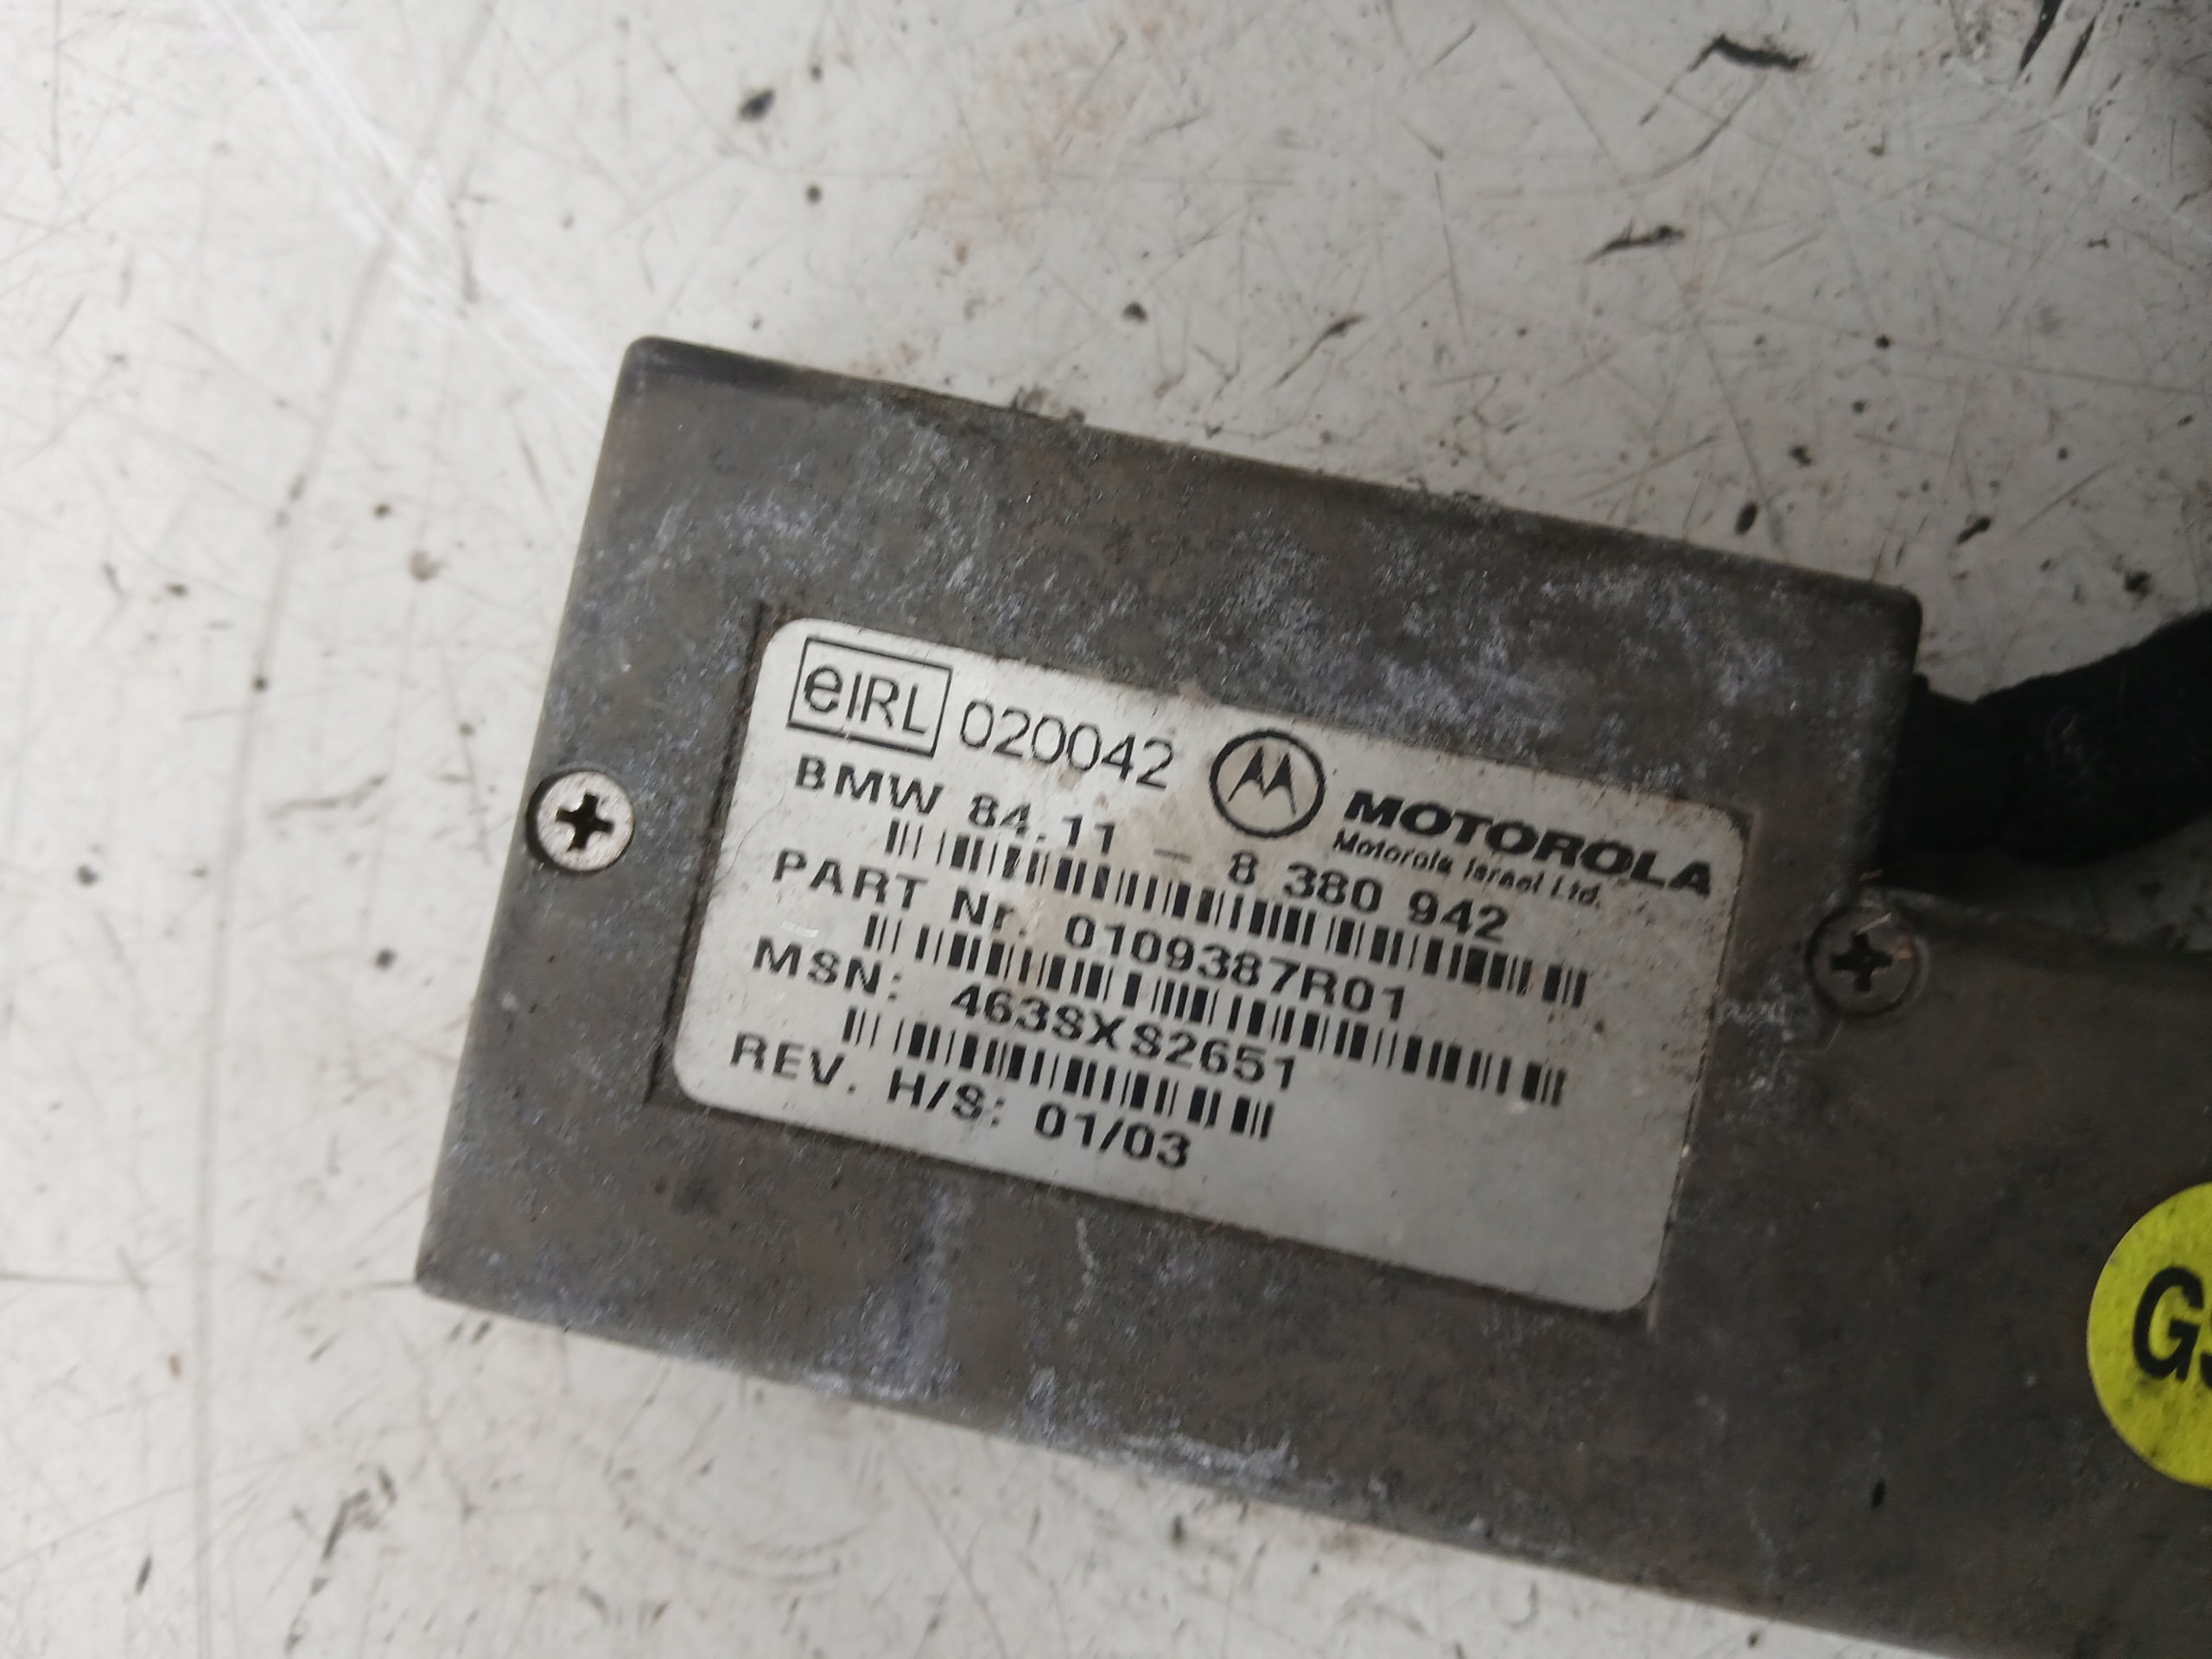 eIRL 020042 MOTOROLA
Motorola Israel Ltd.
BMW 84.11 – 8 380 942
PART Nr. 0109387R01
MSN: 463SXS2651
REV. H/S: 01/03